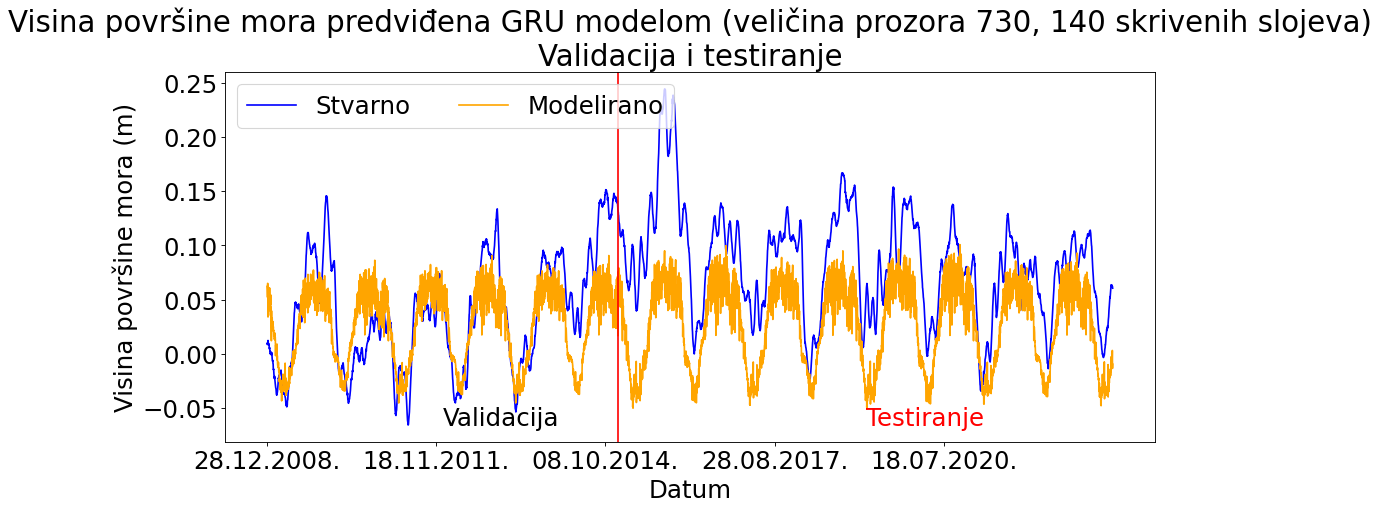 Visina površine mora predviđena GRU modelom (veličina prozora 730, 140 skrivenih slojeva)
Validacija i testiranje
Stvarno
Modelirano
Visina površine mora (m)
0.25
0.20
0.15
0.10
0.05
0.00
−0.05
Validacija
Testiranje
28.12.2008.
18.11.2011.
08.10.2014.
28.08.2017.
18.07.2020.
Datum